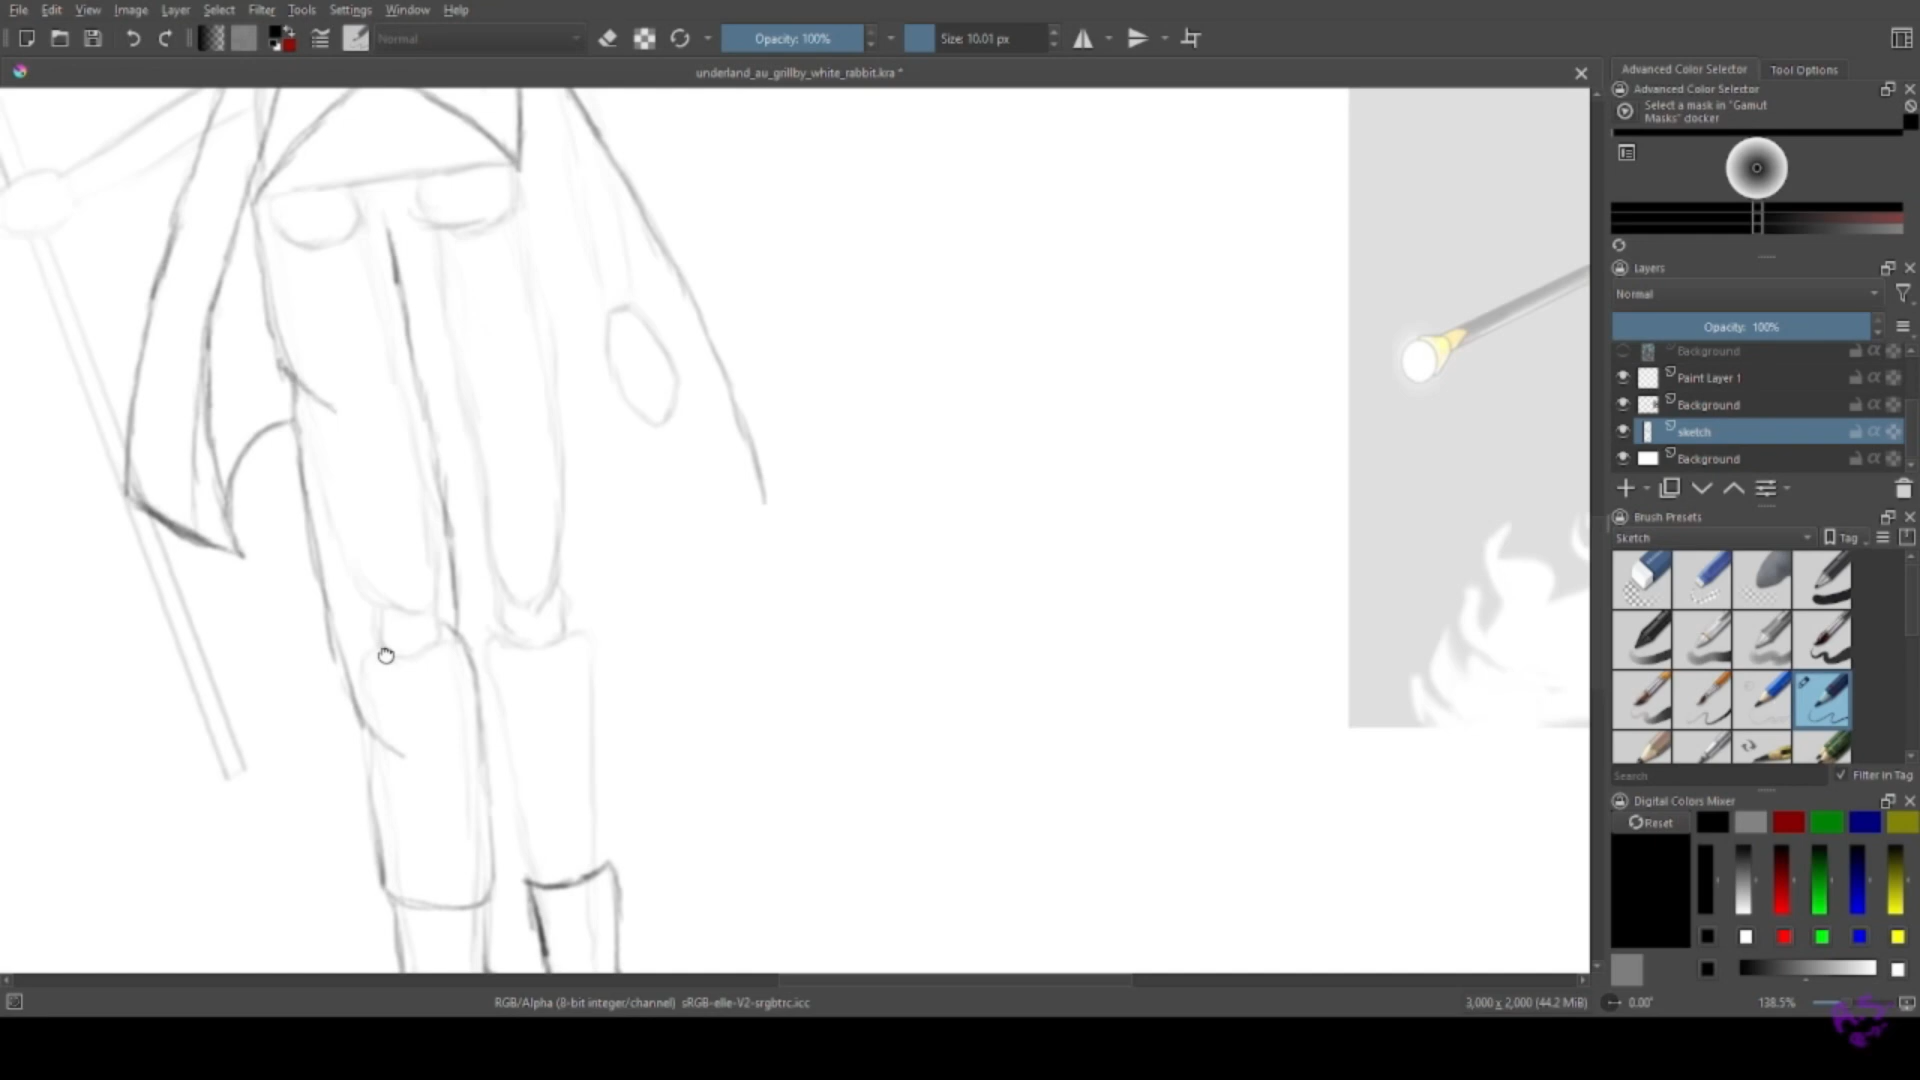 File Edit View Image Layer Select Filter Tools Settings Window Help
Normal Opacity: 100% Size: 10.01 px
underland_au_grillby_white_rabbit.kra *
Advanced Color Selector Tool Options
Advanced Color Selector
Select a mask in "Gamut
Masks" docker
Layers
Normal
Opacity: 100%
Background
Paint Layer 1
Background
sketch
Background
Brush Presets
Sketch Tag
Search Filter in Tag
Digital Colors Mixer
Reset
RGB/Alpha (8-bit integer/channel) sRGB-elle-V2-srgbtrc.icc 3,000 x 2,000 (44.2 MiB) 0.00° 138.5%